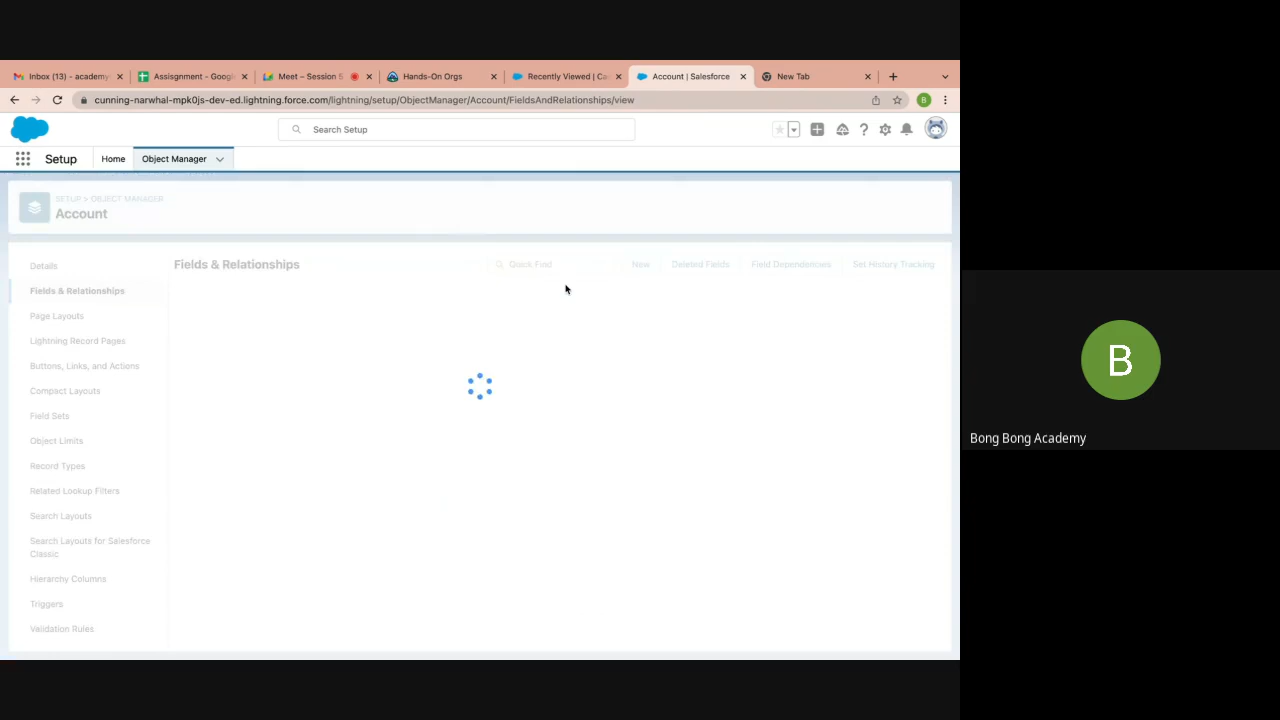 Inbox (13) - academy
Assisgnment - Googl
Meet – Session 5
Hands-On Orgs
Recently Viewed | Ca
Account | Salesforce
New Tab
cunning-narwhal-mpk0js-dev-ed.lightning.force.com/lightning/setup/ObjectManager/Account/FieldsAndRelationships/view
B
Search Setup
Setup
Home
Object Manager
SETUP > OBJECT MANAGER
Account
Details
Fields & Relationships
Page Layouts
Lightning Record Pages
Buttons, Links, and Actions
Compact Layouts
Field Sets
Object Limits
Record Types
Related Lookup Filters
Search Layouts
Search Layouts for Salesforce
Classic
Hierarchy Columns
Triggers
Validation Rules
Fields & Relationships
Quick Find
New
Deleted Fields
Field Dependencies
Set History Tracking
B
Bong Bong Academy